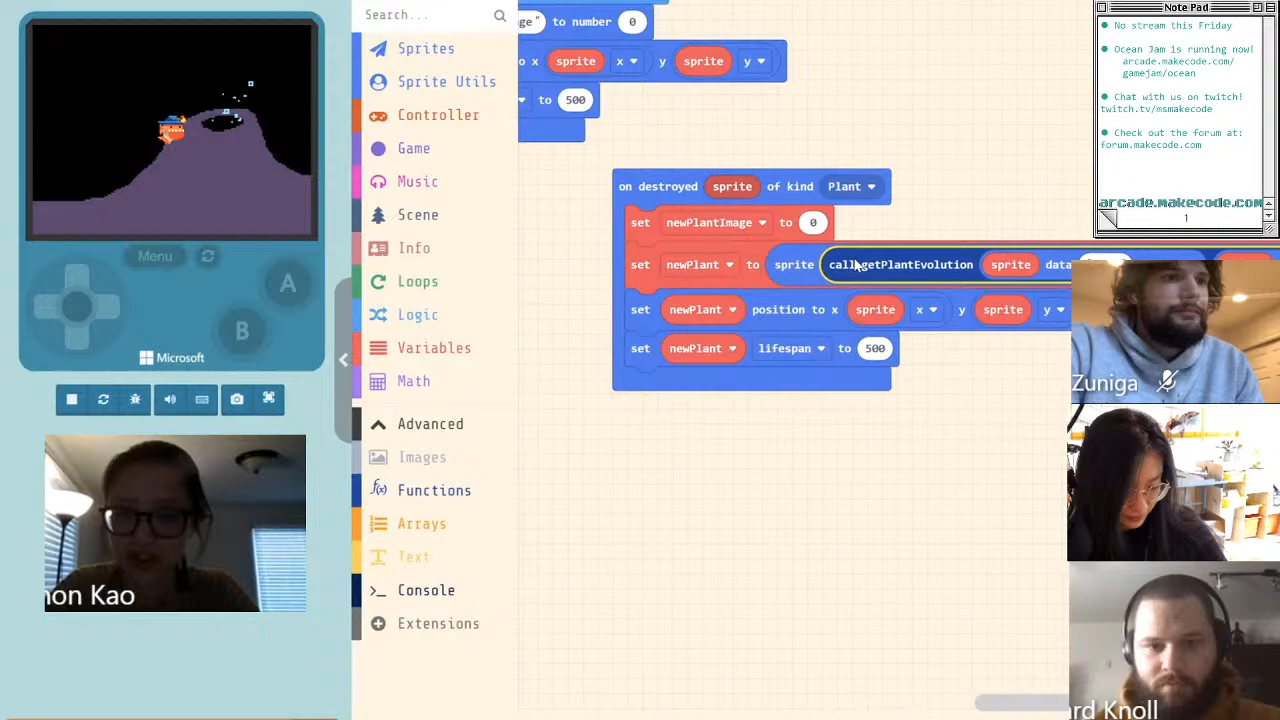 Menu
A
B
Microsoft
non Kao
Search...
Sprites
Sprite Utils
Controller
Game
Music
Scene
Info
Loops
Logic
Variables
Math
Advanced
Images
Functions
Arrays
Text
Console
Extensions
ge" to number 0
o x sprite x y sprite y
to 500
on destroyed sprite of kind Plant
set newPlantImage to 0
set newPlant to sprite call getPlantEvolution sprite data
set newPlant position to x sprite x y sprite y
set newPlant lifespan to 500
Note Pad
No stream this Friday
Ocean Jam is running now!
arcade.makecode.com/
gamejam/ocean
Chat with us on twitch!
twitch.tv/msmakecode
Check out the forum at:
forum.makecode.com
arcade.makecode.com
1
Zuniga
ard Knoll